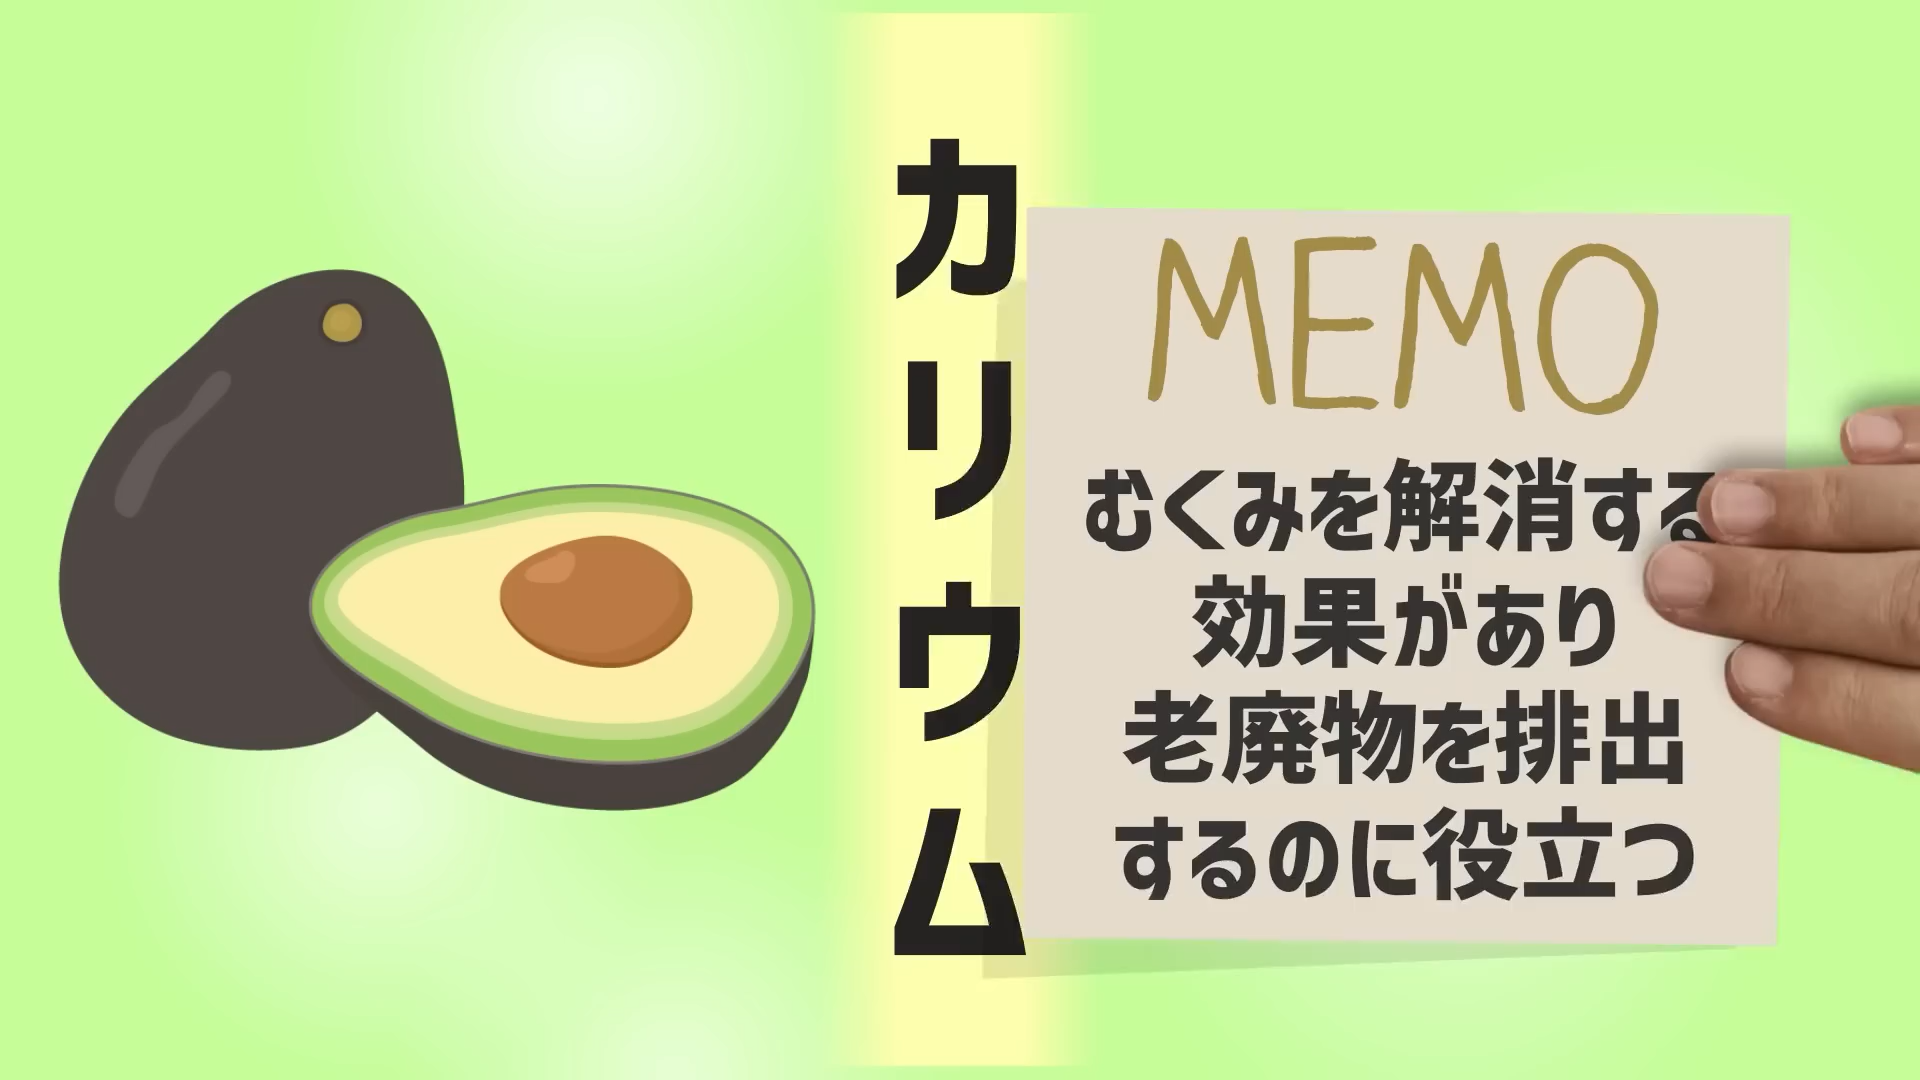 カリウム
MEMO
むくみを解消する
効果があり
老廃物を排出
するのに役立つ